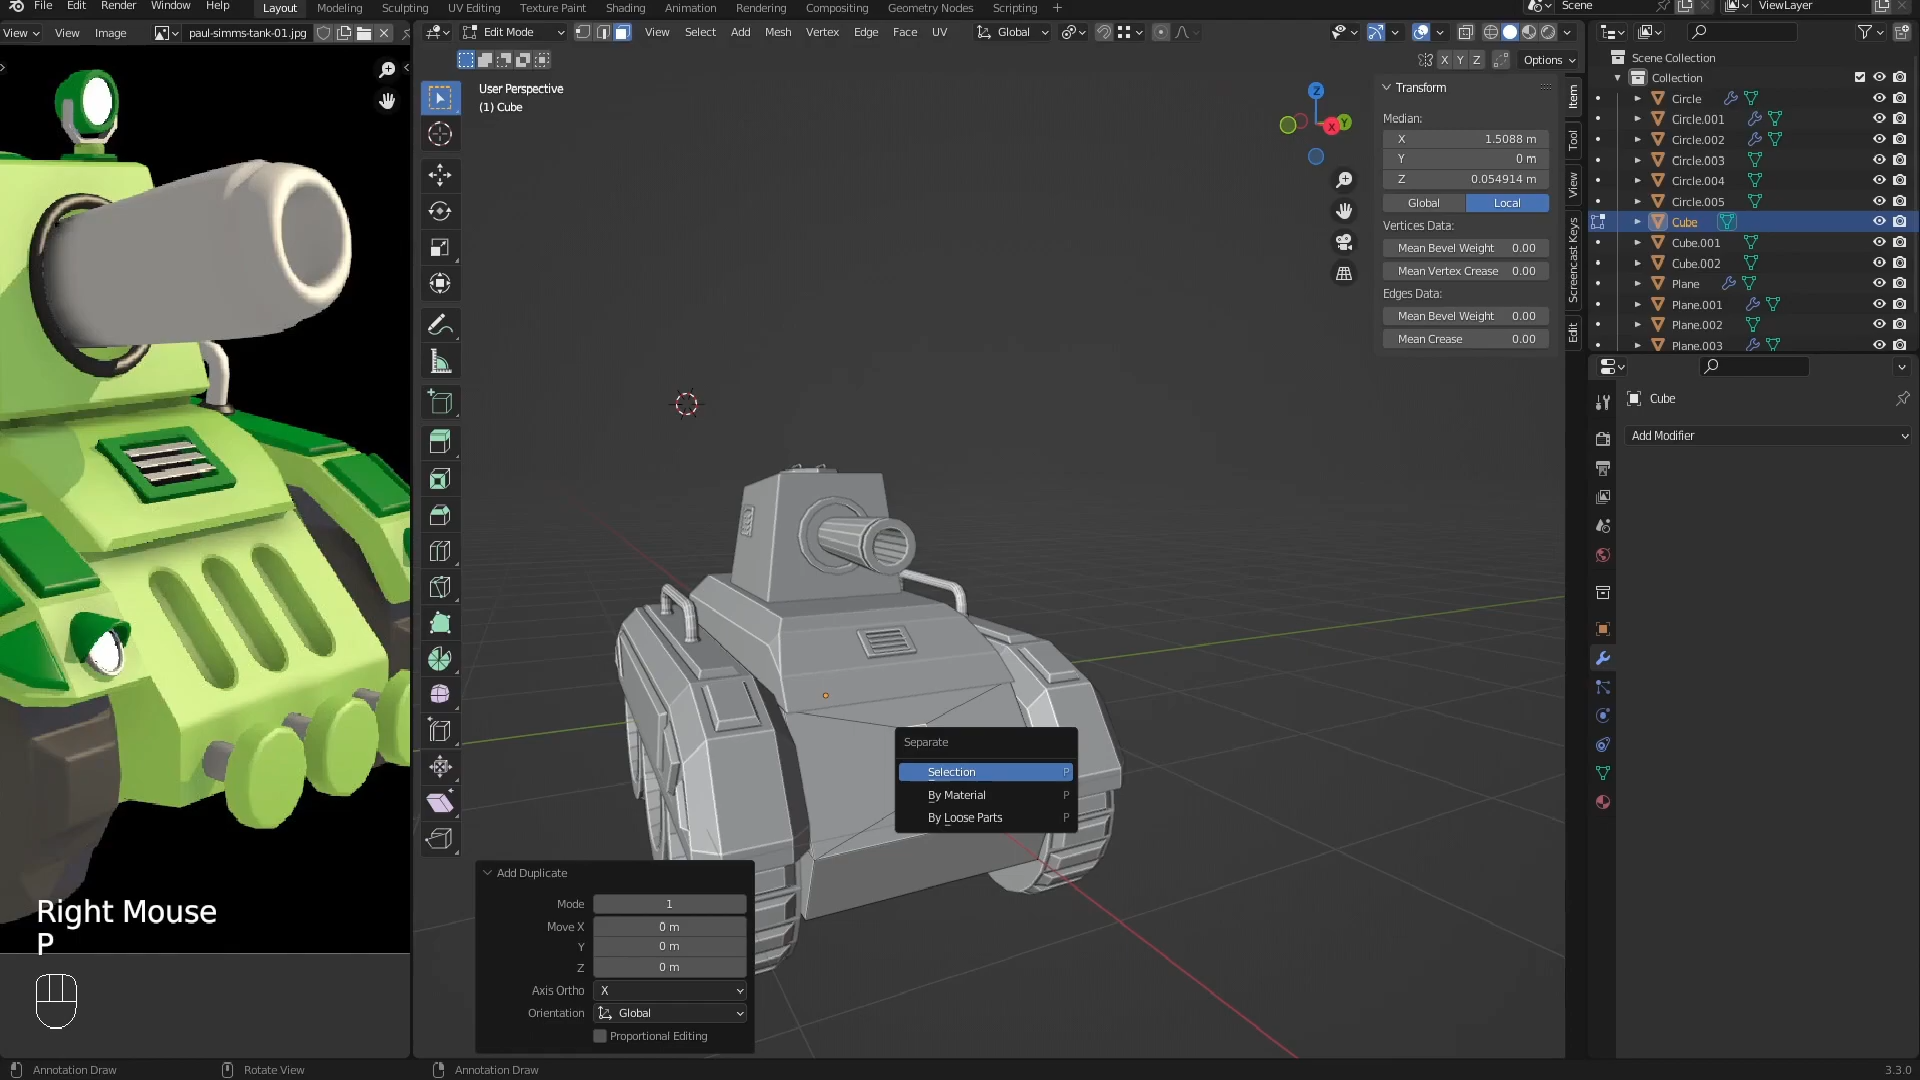 File Edit Render Window Help Layout Modeling Sculpting UV Editing Texture Paint Shading Animation Rendering Compositing Geometry Nodes Scripting + Scene ViewLayer
View View Image paul-simms-tank-01.jpg Edit Mode View Select Add Mesh Vertex Edge Face UV Global
X Y Z Options
User Perspective
(1) Cube
Z
Y
X
Transform
Median:
X 1.5088 m
Y 0 m
Z 0.054914 m
Global Local
Vertices Data:
Mean Bevel Weight 0.00
Mean Vertex Crease 0.00
Edges Data:
Mean Bevel Weight 0.00
Mean Crease 0.00
Item
Tool
View
Screencast Keys
Edit
Scene Collection
Collection
Circle
Circle.001
Circle.002
Circle.003
Circle.004
Circle.005
Cube
Cube.001
Cube.002
Plane
Plane.001
Plane.002
Plane.003
Cube
Add Modifier
Separate
Selection P
By Material P
By Loose Parts P
Add Duplicate
Mode 1
Move X 0 m
Y 0 m
Z 0 m
Axis Ortho X
Orientation Global
Proportional Editing
Right Mouse
P
Annotation Draw Rotate View Annotation Draw 3.3.0